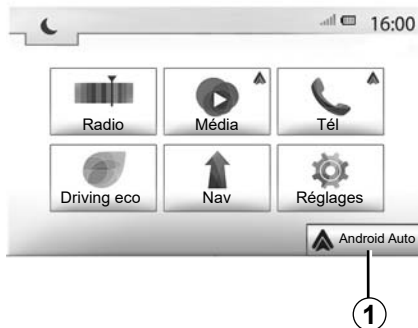 16:00
Radio
Média
Tél
Driving eco
Nav
Réglages
Android Auto
1